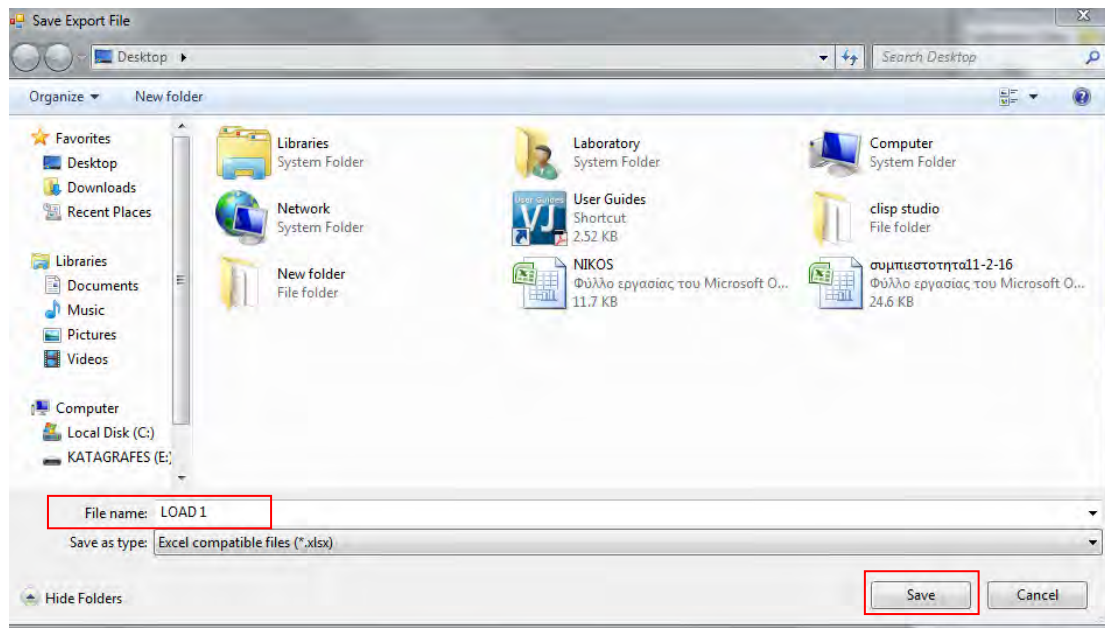 Save Export File
Desktop
Search Desktop
Organize
New folder
Favorites
Desktop
Downloads
Recent Places
Libraries
Documents
Music
Pictures
Videos
Computer
Local Disk (C:)
KATAGRAFES (E:)
Libraries
System Folder
Laboratory
System Folder
Computer
System Folder
Network
System Folder
User Guides
VJ
User Guides
Shortcut
2.52 KB
clisp studio
File folder
New folder
File folder
NIKOS
Φύλλο εργασίας του Microsoft O...
11.7 KB
συμπιεστοτητα11-2-16
Φύλλο εργασίας του Microsoft O...
24.6 KB
File name: LOAD 1
Save as type: Excel compatible files (*.xlsx)
Hide Folders
Save
Cancel